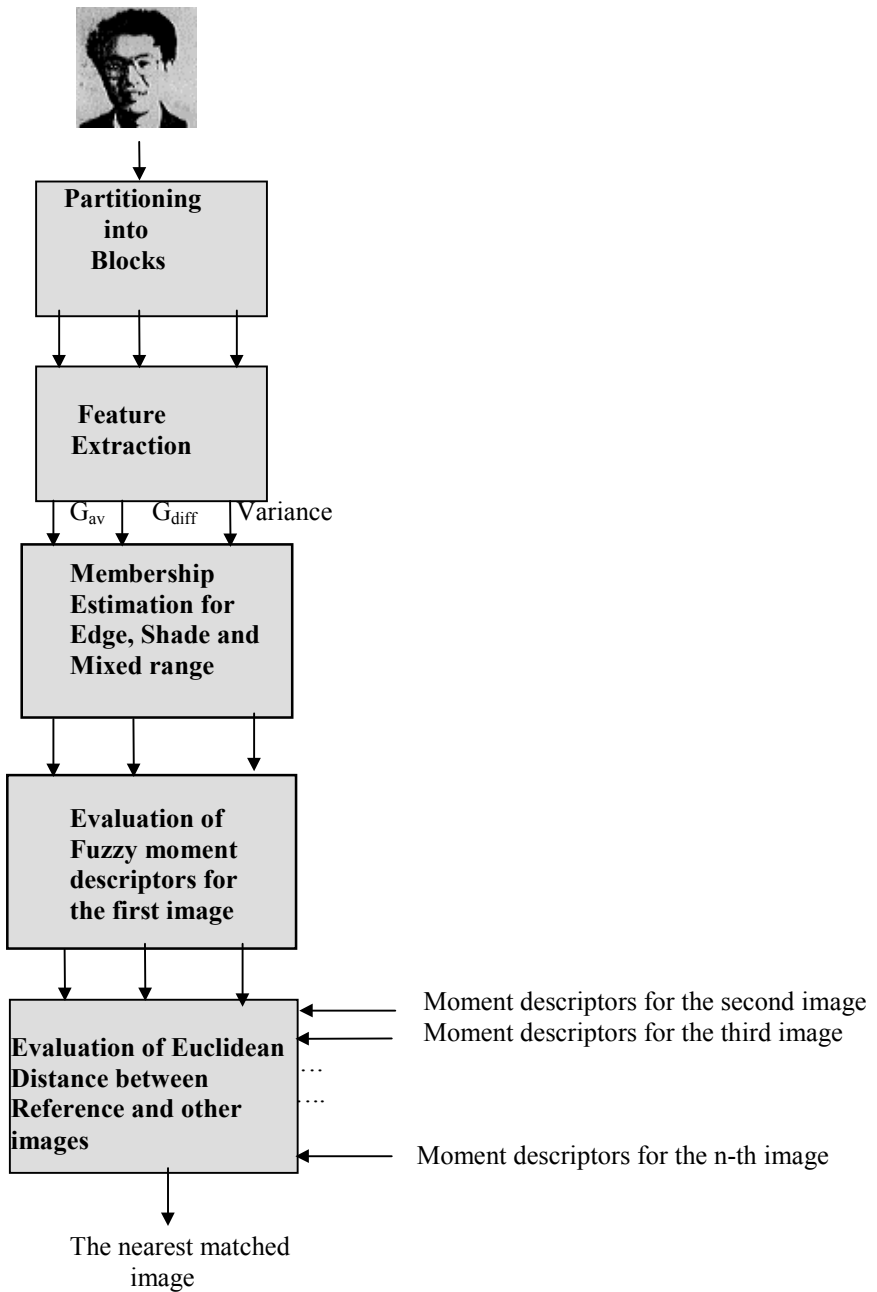 Partitioning
into
Blocks
Feature
Extraction
G_av G_diff Variance
Membership
Estimation for
Edge, Shade and
Mixed range
Evaluation of
Fuzzy moment
descriptors for
the first image
Moment descriptors for the second image
Moment descriptors for the third image
Evaluation of Euclidean
Distance between
Reference and other
images
….
….
Moment descriptors for the n-th image
The nearest matched
image